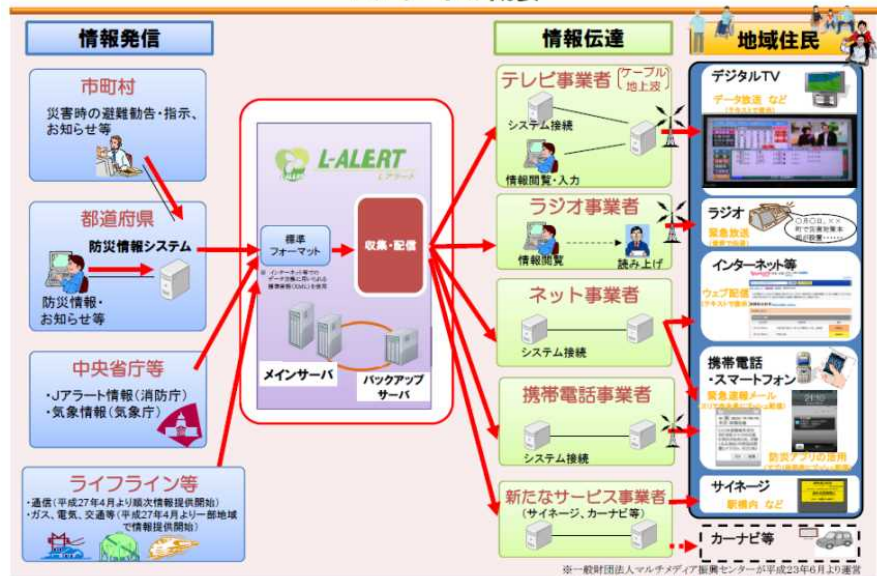 情報発信
情報伝達
地域住民
市町村
災害時の避難勧告・指示、
お知らせ等
都道府県
防災情報システム
防災情報・
お知らせ等
中央省庁等
・Jアラート情報(消防庁)
・気象情報(気象庁)
ライフライン等
・通信(平成27年4月より順次情報提供開始)
・ガス、電気、交通等(平成27年4月より一部地域
で情報提供開始)
L-ALERT
Lアラート
標準
フォーマット
収集・配信
メインサーバ
バックアップ
サーバ
テレビ事業者
ケーブル
地上波
システム接続
情報閲覧・入力
ラジオ事業者
情報閲覧
読み上げ
ネット事業者
システム接続
携帯電話事業者
システム接続
新たなサービス事業者
(サイネージ、カーナビ等)
デジタルTV
データ放送 など
ラジオ
緊急放送
インターネット等
ウェブ配信
携帯電話
・スマートフォン
緊急速報メール
防災アプリの活用
サイネージ
駅構内 など
カーナビ等
※一般財団法人マルチメディア振興センターが平成23年6月より運営